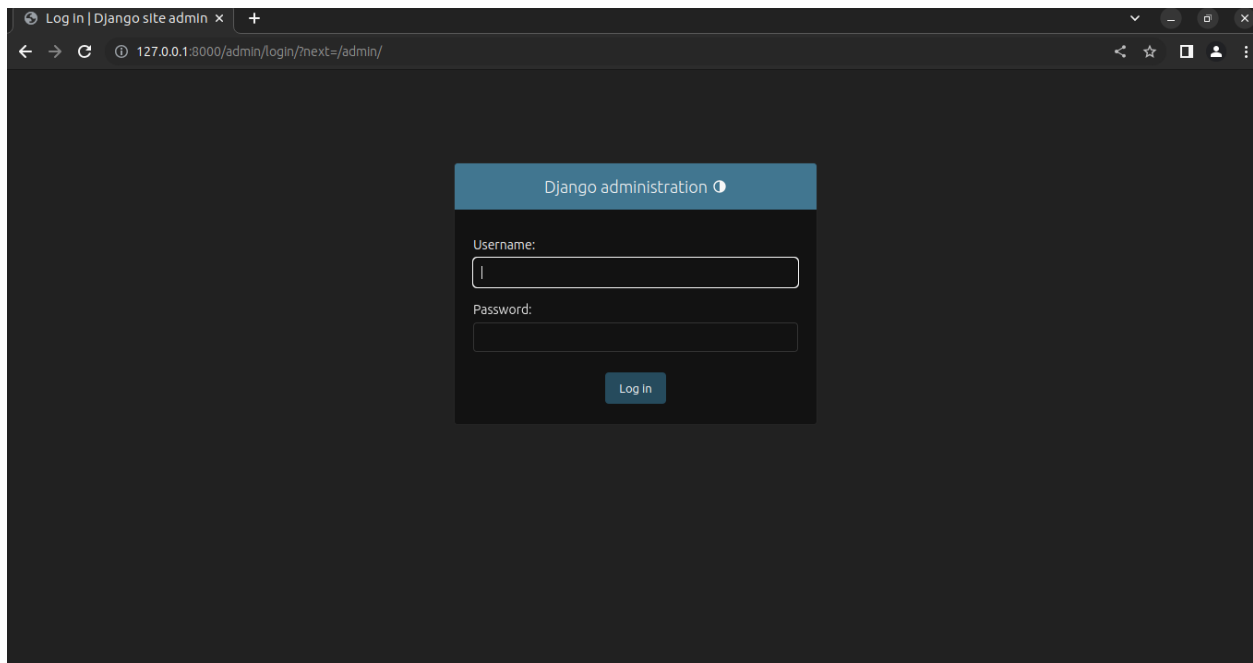 Log in | Django site admin
127.0.0.1:8000/admin/login/?next=/admin/
Django administration
Username:
Password:
Log in